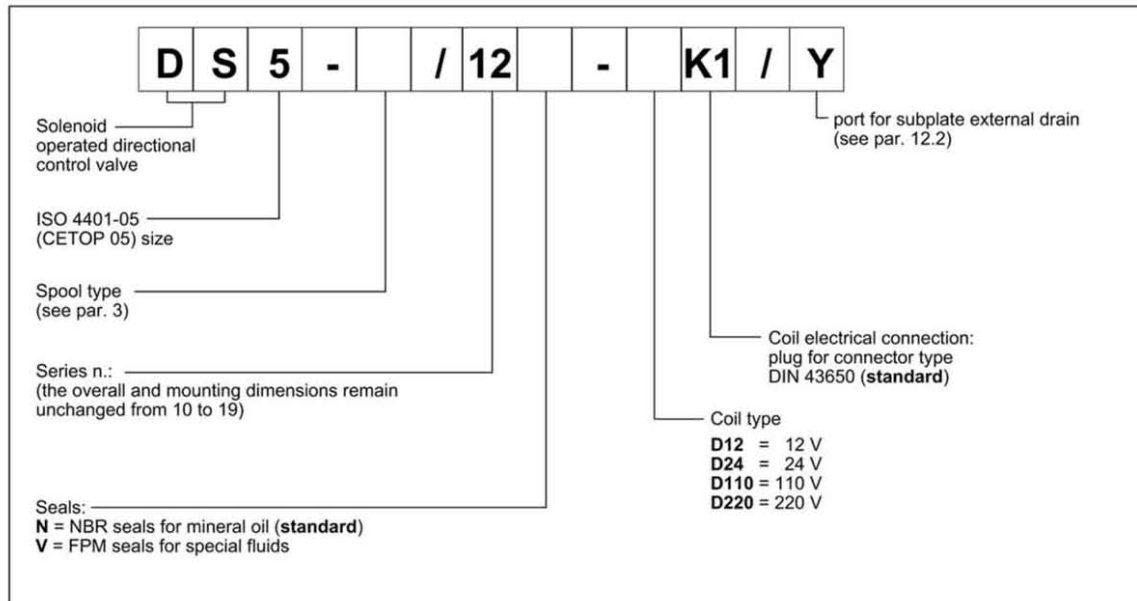 D S 5 - / 12 - K1 / Y
Solenoid
operated directional
control valve
port for subplate external drain
(see par. 12.2)
ISO 4401-05
(CETOP 05) size
Spool type
(see par. 3)
Coil electrical connection:
plug for connector type
DIN 43650 (standard)
Series n.:
(the overall and mounting dimensions remain
unchanged from 10 to 19)
Coil type
D12 = 12 V
D24 = 24 V
D110 = 110 V
D220 = 220 V
Seals:
N = NBR seals for mineral oil (standard)
V = FPM seals for special fluids